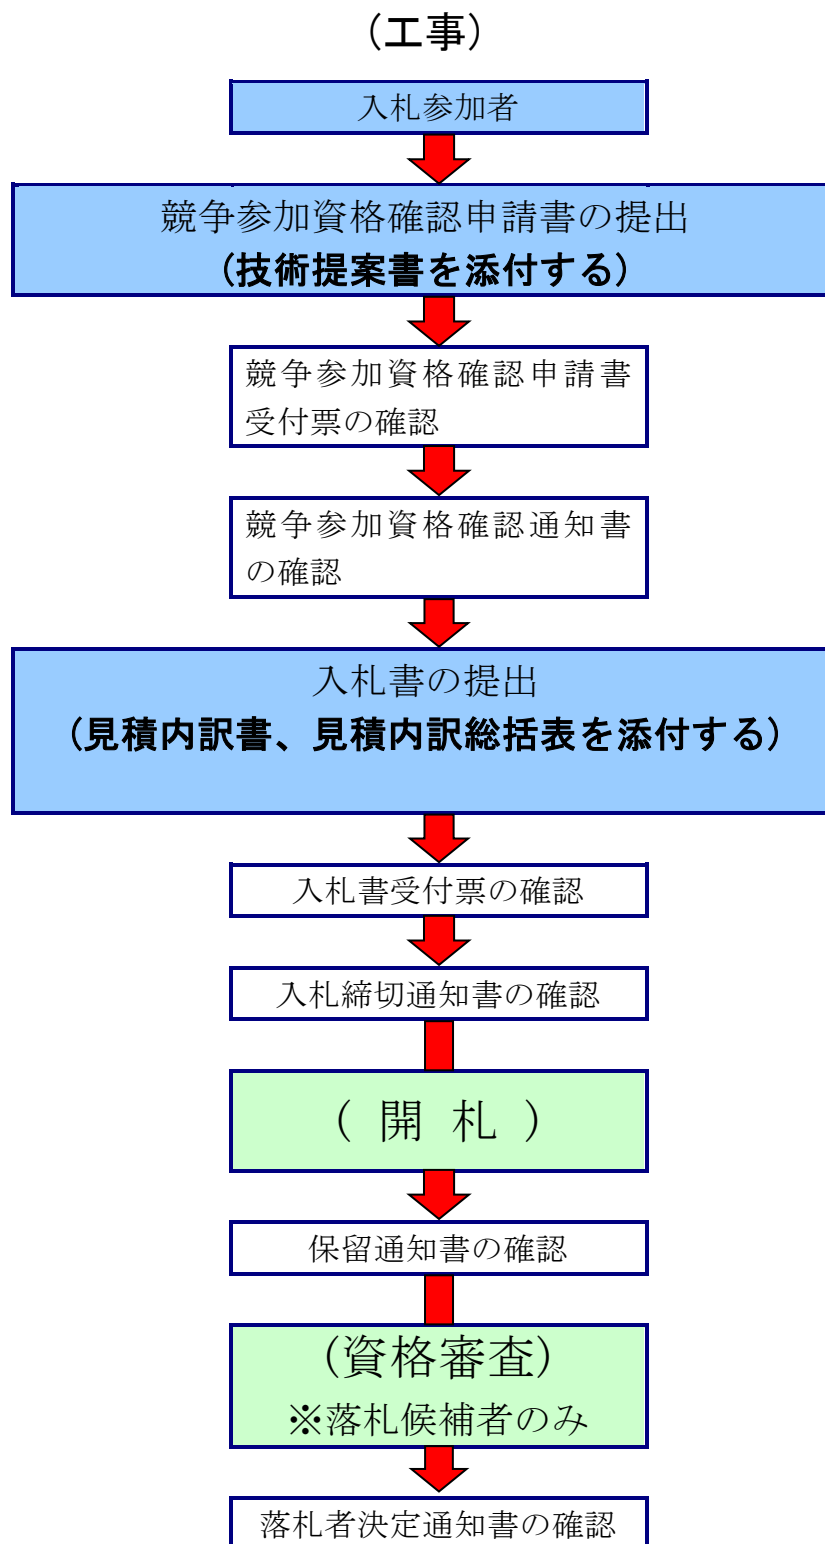 (工事)
入札参加者
競争参加資格確認申請書の提出
(技術提案書を添付する)
競争参加資格確認申請書
受付票の確認
競争参加資格確認通知書
の確認
入札書の提出
(見積内訳書、見積内訳総括表を添付する)
入札書受付票の確認
入札締切通知書の確認
( 開 札 )
保留通知書の確認
(資格審査)
※落札候補者のみ
落札者決定通知書の確認